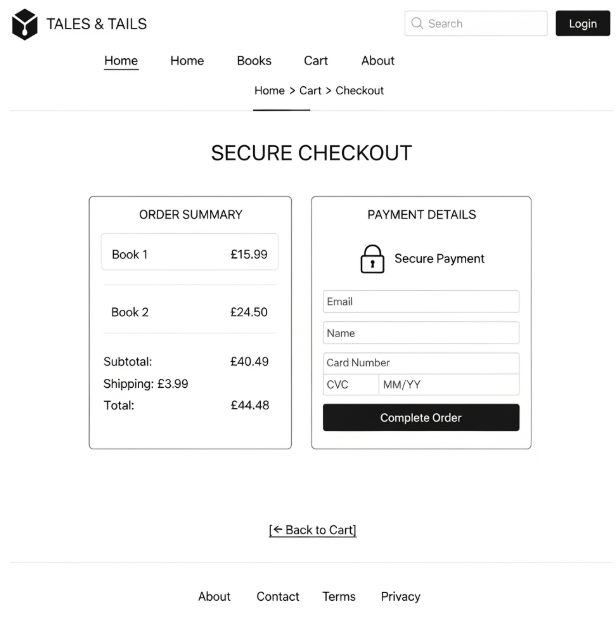 TALES & TAILS
Search
Login
Home Home Books Cart About
Home > Cart > Checkout
SECURE CHECKOUT
ORDER SUMMARY
Book 1 £15.99
Book 2 £24.50
Subtotal: £40.49
Shipping: £3.99
Total: £44.48
PAYMENT DETAILS
Secure Payment
Email
Name
Card Number
CVC MM/YY
Complete Order
[← Back to Cart]
About Contact Terms Privacy